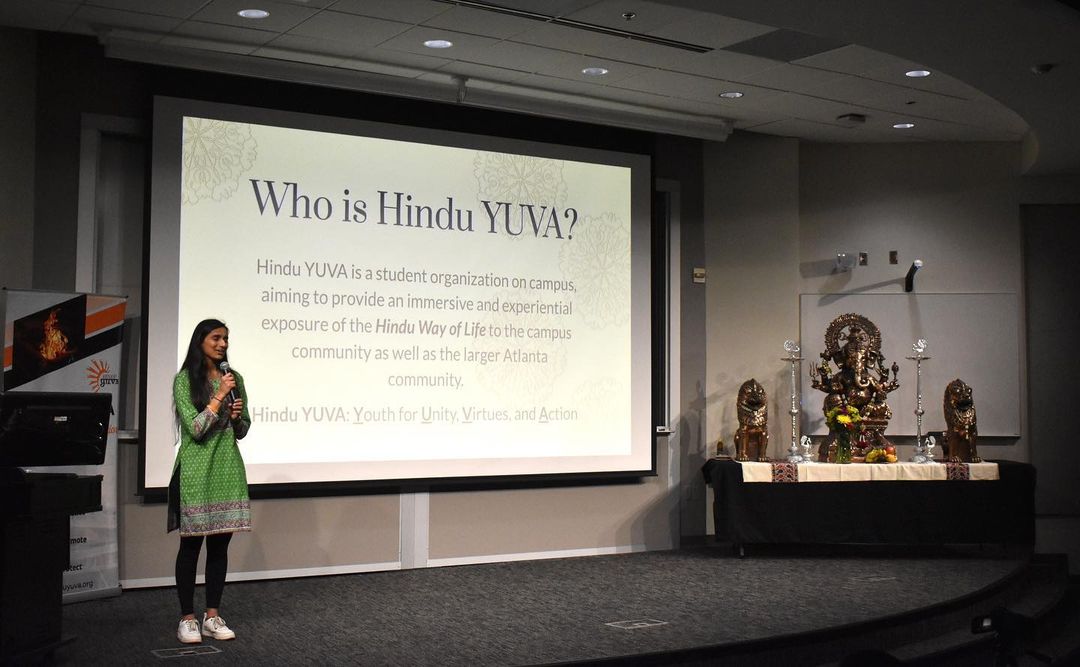 Who is Hindu YUVA?
Hindu YUVA is a student organization on campus,
aiming to provide an immersive and experiential
exposure of the Hindu Way of Life to the campus
community as well as the larger Atlanta
community.
Hindu YUVA: Youth for Unity, Virtues, and Action
yuva